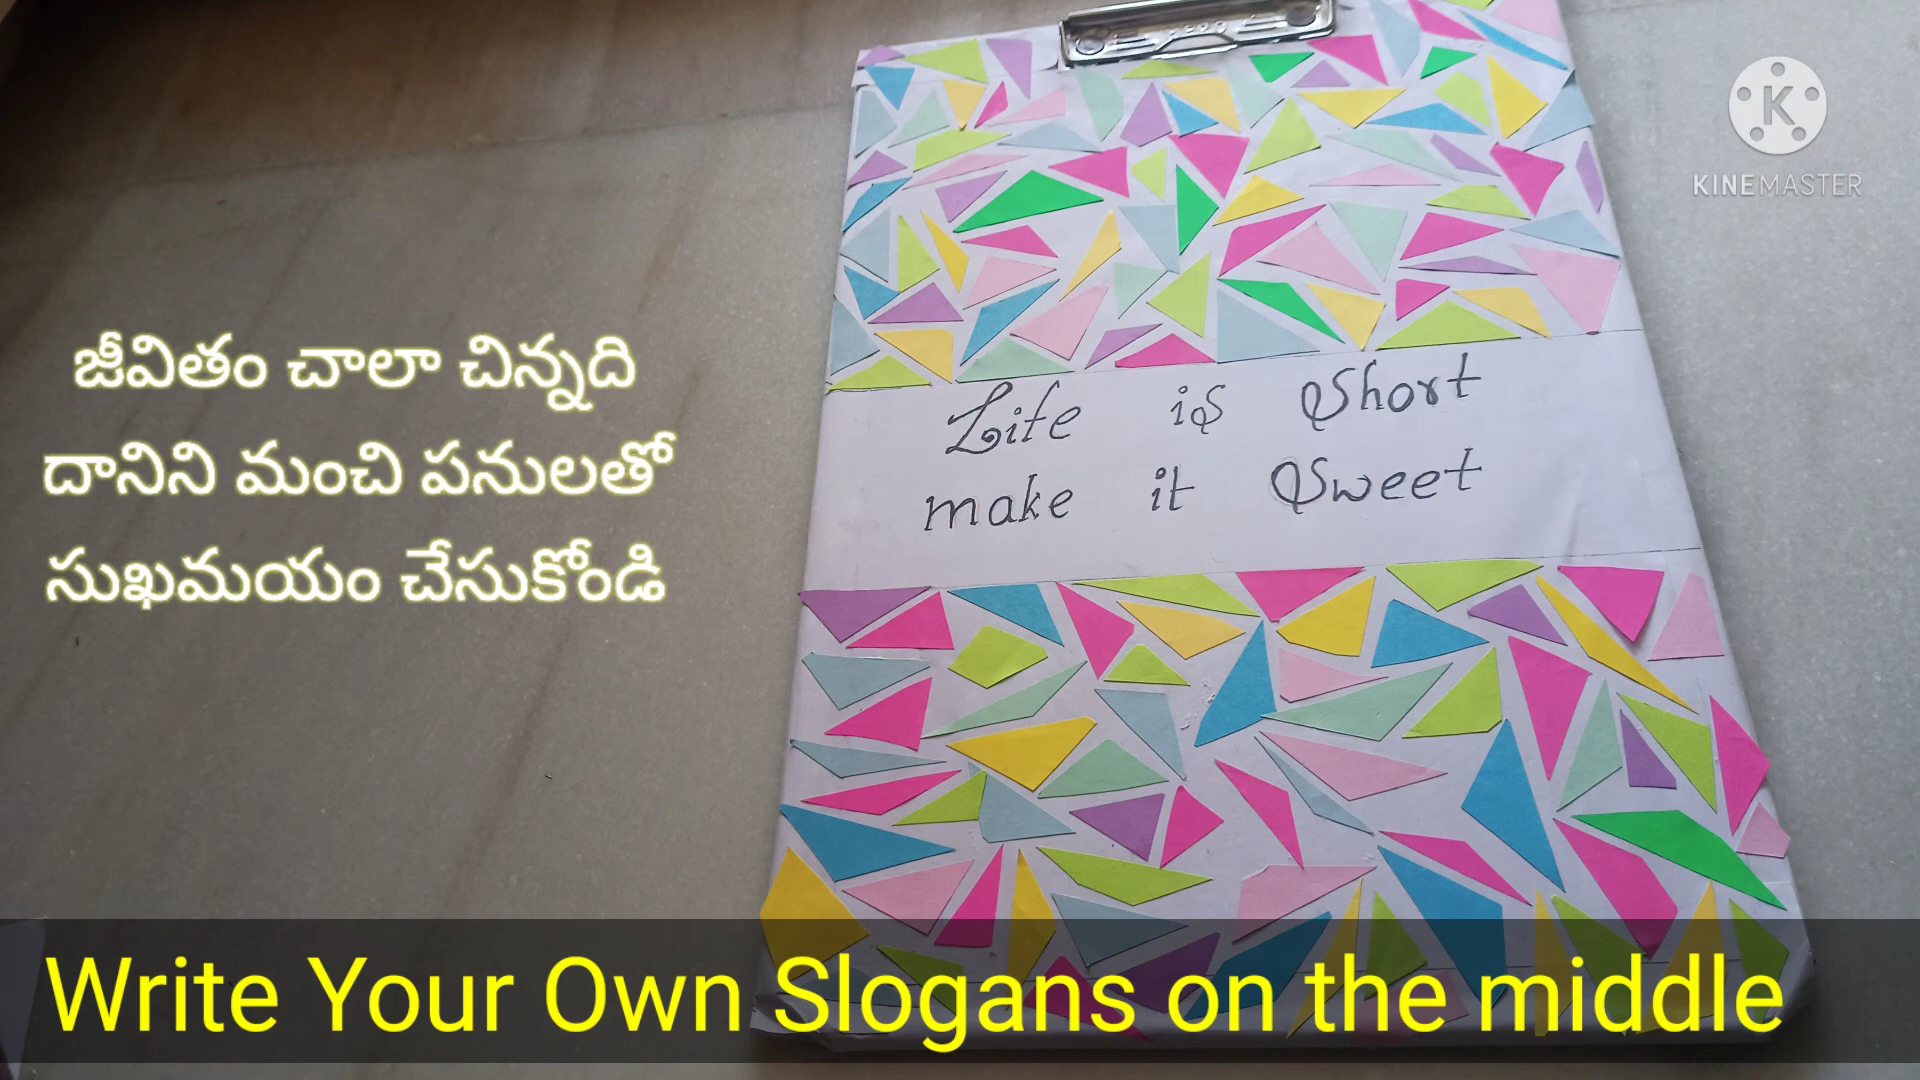 జీవితం చాలా చిన్నది
దానిని మంచి పనులతో
సుఖమయం చేసుకోండి
Life is Short
make it Sweet
K
KINEMASTER
Write Your Own Slogans on the middle